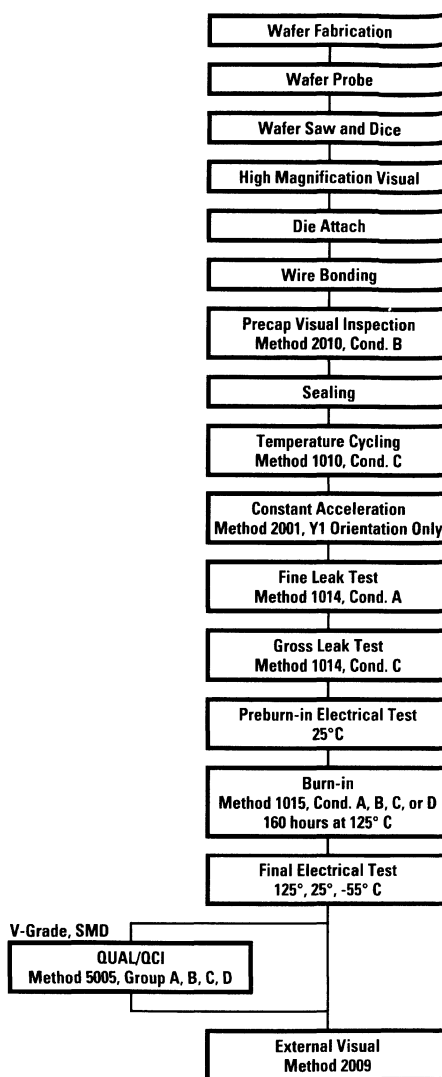 Wafer Fabrication
Wafer Probe
Wafer Saw and Dice
High Magnification Visual
Die Attach
Wire Bonding
Precap Visual Inspection
Method 2010, Cond. B
Sealing
Temperature Cycling
Method 1010, Cond. C
Constant Acceleration
Method 2001, Y1 Orientation Only
Fine Leak Test
Method 1014, Cond. A
Gross Leak Test
Method 1014, Cond. C
Preburn-in Electrical Test
25°C
Burn-in
Method 1015, Cond. A, B, C, or D
160 hours at 125° C
Final Electrical Test
125°, 25°, -55° C
V-Grade, SMD
QUAL/QCI
Method 5005, Group A, B, C, D
External Visual
Method 2009